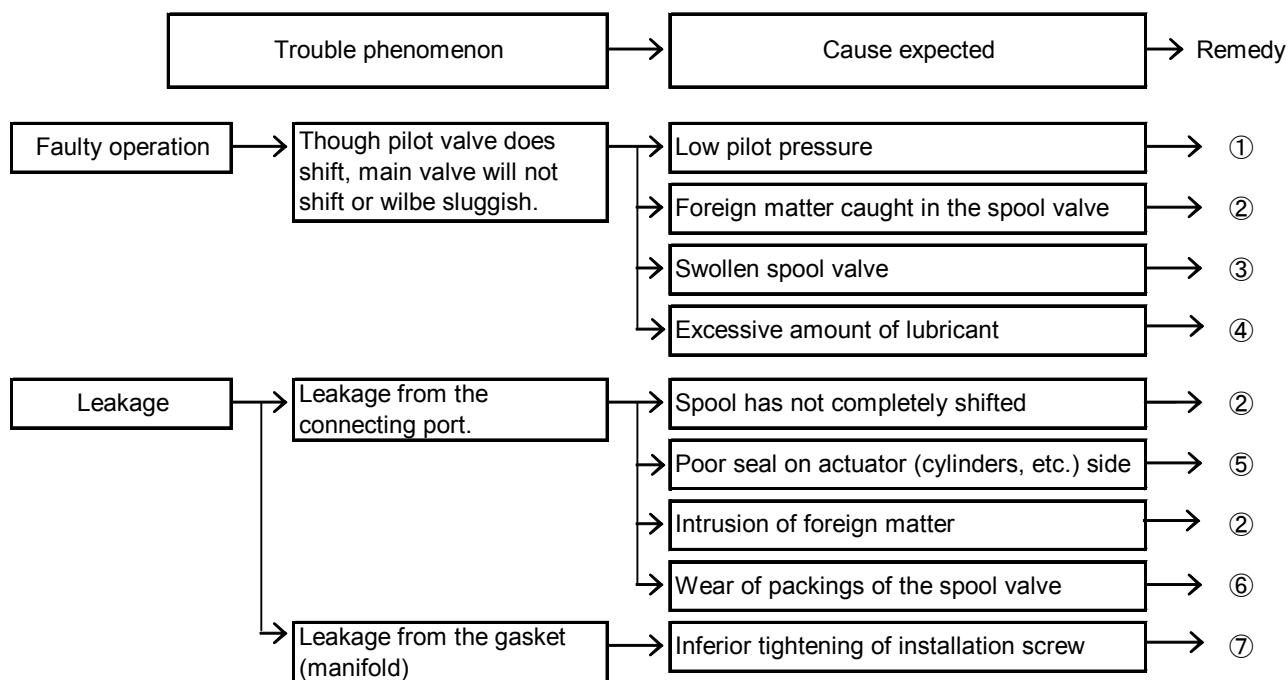 Trouble phenomenon
Cause expected
Remedy
Faulty operation
Though pilot valve does
shift, main valve will not
shift or wilbe sluggish.
Low pilot pressure
①
Foreign matter caught in the spool valve
②
Swollen spool valve
③
Excessive amount of lubricant
④
Leakage
Leakage from the
connecting port.
Spool has not completely shifted
②
Poor seal on actuator (cylinders, etc.) side
⑤
Intrusion of foreign matter
②
Wear of packings of the spool valve
⑥
Leakage from the gasket
(manifold)
Inferior tightening of installation screw
⑦